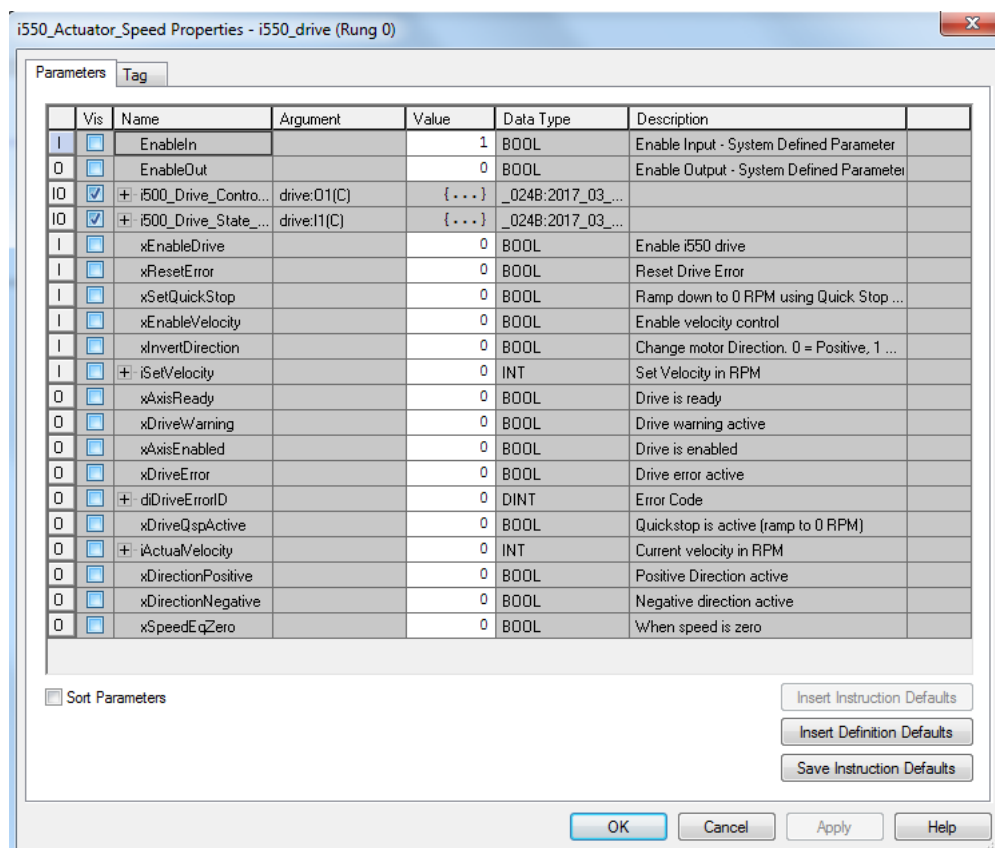 i550_Actuator_Speed Properties - i550_drive (Rung 0)
Parameters Tag
Vis Name Argument Value Data Type Description
I EnableIn 1 BOOL Enable Input - System Defined Parameter
O EnableOut 0 BOOL Enable Output - System Defined Parameter
IO i500_Drive_Contro... drive:O1(C) {...} _024B:2017_03_...
IO i500_Drive_State_... drive:I1(C) {...} _024B:2017_03_...
I xEnableDrive 0 BOOL Enable i550 drive
I xResetError 0 BOOL Reset Drive Error
I xSetQuickStop 0 BOOL Ramp down to 0 RPM using Quick Stop ...
I xEnableVelocity 0 BOOL Enable velocity control
I xInvertDirection 0 BOOL Change motor Direction. 0 = Positive, 1 ...
I iSetVelocity 0 INT Set Velocity in RPM
O xAxisReady 0 BOOL Drive is ready
O xDriveWarning 0 BOOL Drive warning active
O xAxisEnabled 0 BOOL Drive is enabled
O xDriveError 0 BOOL Drive error active
O diDriveErrorID 0 DINT Error Code
O xDriveQspActive 0 BOOL Quickstop is active (ramp to 0 RPM)
O iActualVelocity 0 INT Current velocity in RPM
O xDirectionPositive 0 BOOL Positive Direction active
O xDirectionNegative 0 BOOL Negative direction active
O xSpeedEqZero 0 BOOL When speed is zero
Sort Parameters
Insert Instruction Defaults
Insert Definition Defaults
Save Instruction Defaults
OK Cancel Apply Help